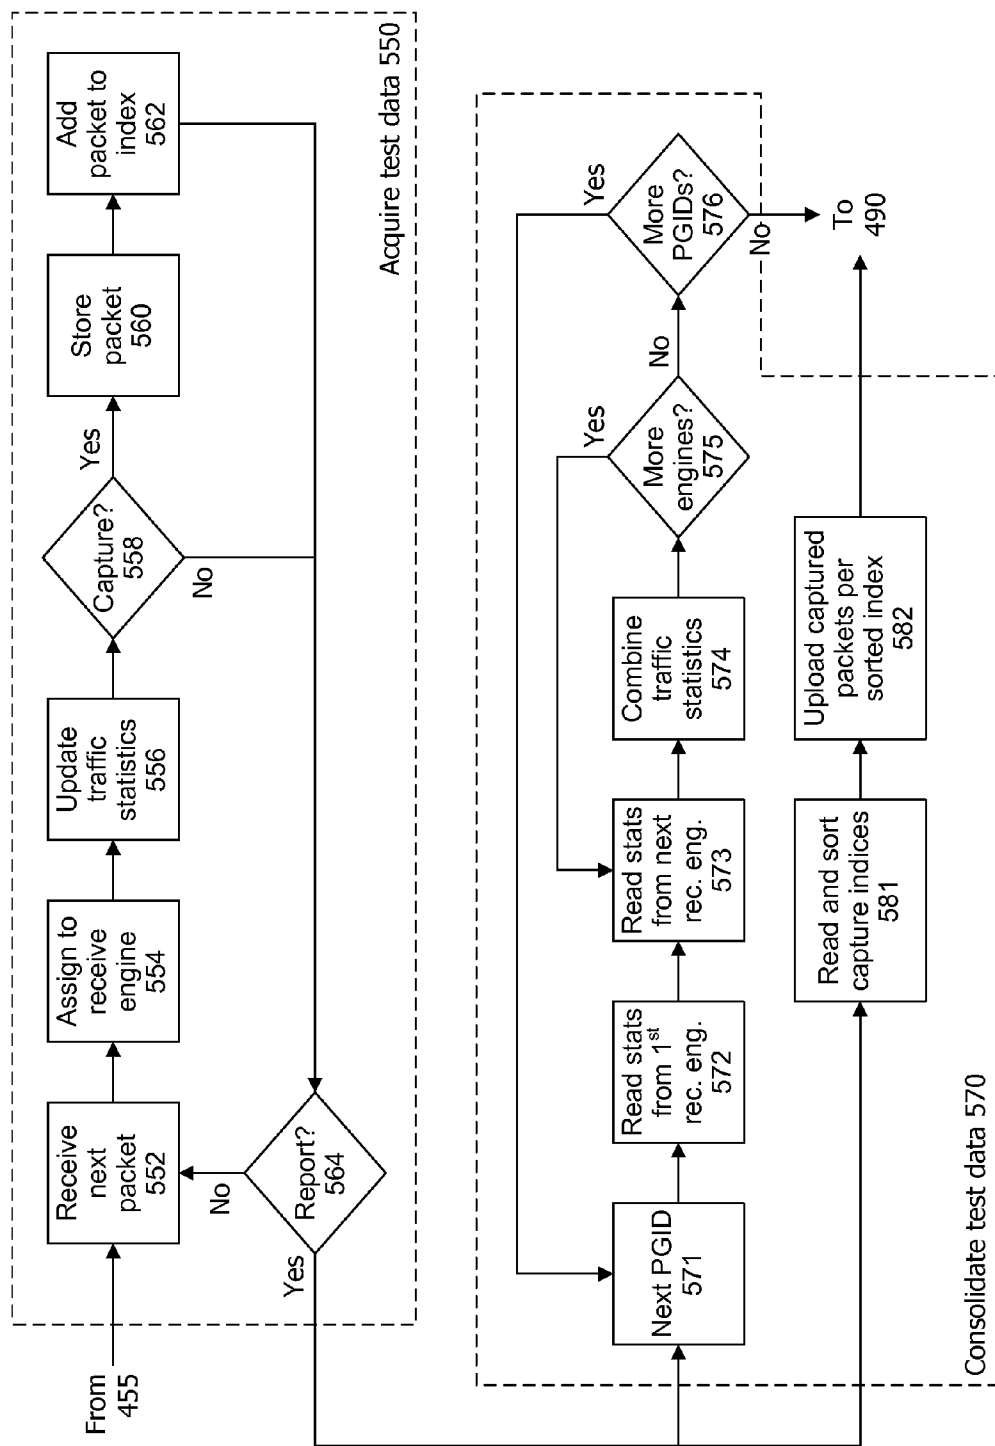 From
455
Receive
next
packet
552
Assign to
receive
engine
554
Update
traffic
statistics
556
Capture?
558
Yes
No
Store
packet
560
Add
packet to
index
562
Report?
564
No
Yes
Acquire test data 550
Next PGID
571
Read stats
from 1st
rec. eng.
572
Read stats
from next
rec. eng.
573
Combine
traffic
statistics
574
More
engines?
575
Yes
No
More
PGIDs?
576
Yes
No
Read and sort
capture indices
581
Upload captured
packets per
sorted index
582
To
490
Consolidate test data 570